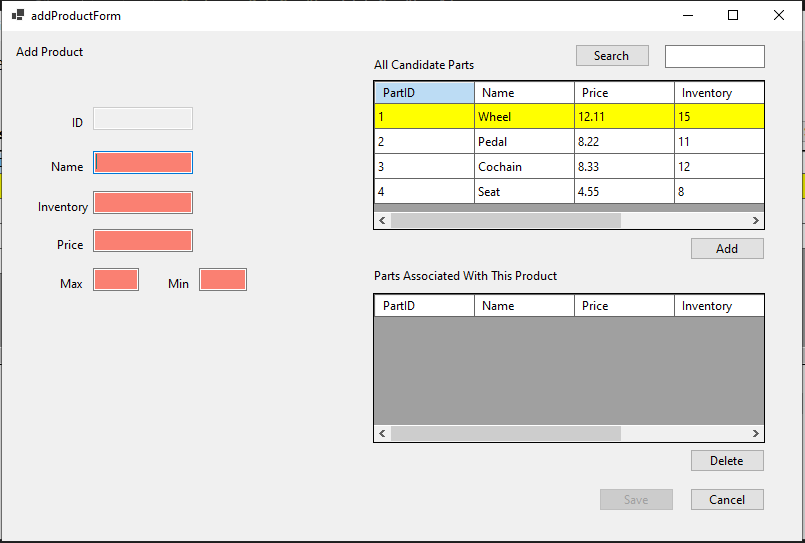 addProductForm
Add Product
Search
All Candidate Parts
PartID Name Price Inventory
1 Wheel 12.11 15
2 Pedal 8.22 11
3 Cochain 8.33 12
4 Seat 4.55 8
Add
ID
Name
Inventory
Price
Max Min
Parts Associated With This Product
PartID Name Price Inventory
Delete
Save Cancel